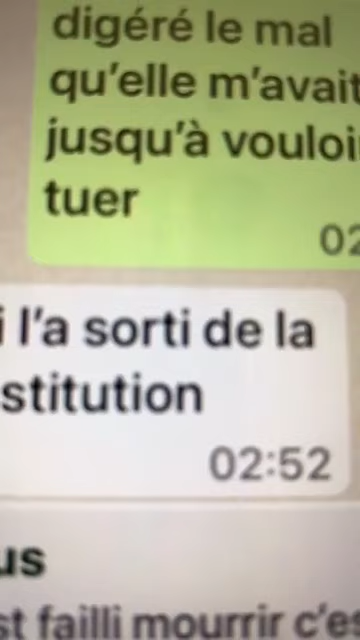 digéré le mal
qu'elle m'avait
jusqu'à vouloi
tuer
02
i l'a sorti de la
stitution
02:52
us
st failli mourrir c'es